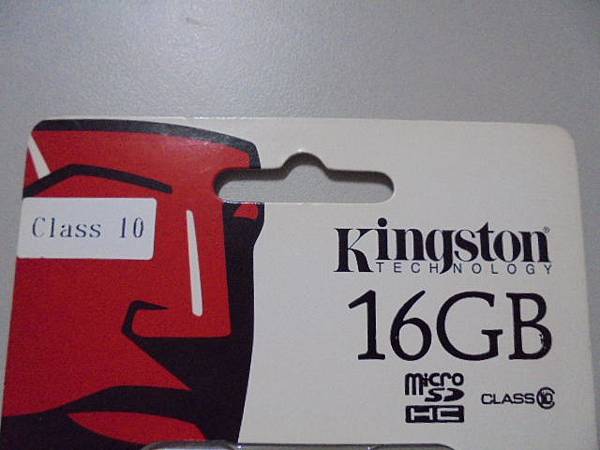 Class 10
Kingston®
TECHNOLOGY
16GB
micro
SD
HC
CLASS 10